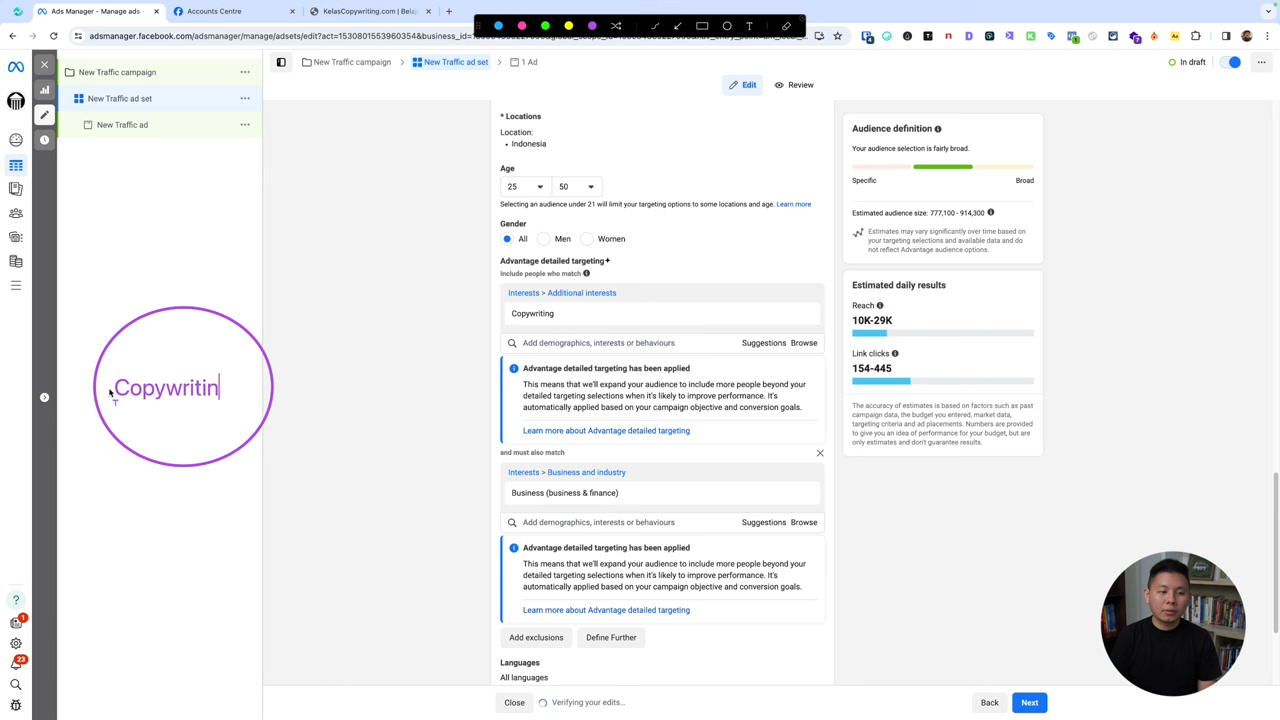 Ads Manager - Manage ads - Ad
Accounts Centre
KelasCopywriting.com | Belaj
adsmanager.facebook.com/adsmanager/manage/adsets/edit?act=1530801553960354&business_id=
New Traffic campaign
New Traffic ad set
New Traffic ad
New Traffic campaign
New Traffic ad set
1 Ad
In draft
Edit
Review
* Locations
Location:
• Indonesia
Age
25
50
Selecting an audience under 21 will limit your targeting options to some locations and age. Learn more
Gender
All
Men
Women
Advantage detailed targeting
Include people who match
Interests > Additional interests
Copywriting
Add demographics, interests or behaviours
Suggestions
Browse
Advantage detailed targeting has been applied
This means that we'll expand your audience to include more people beyond your
detailed targeting selections when it's likely to improve performance. It's
automatically applied based on your campaign objective and conversion goals.
Learn more about Advantage detailed targeting
and must also match
Interests > Business and industry
Business (business & finance)
Add demographics, interests or behaviours
Suggestions
Browse
Advantage detailed targeting has been applied
This means that we'll expand your audience to include more people beyond your
detailed targeting selections when it's likely to improve performance. It's
automatically applied based on your campaign objective and conversion goals.
Learn more about Advantage detailed targeting
Add exclusions
Define Further
Languages
All languages
Close
Verifying your edits...
Back
Next
Audience definition
Your audience selection is fairly broad.
Specific
Broad
Estimated audience size: 777,100 - 914,300
Estimates may vary significantly over time based on
your targeting selections and available data and do
not reflect Advantage audience options.
Estimated daily results
Reach
10K-29K
Link clicks
154-445
The accuracy of estimates is based on factors such as past
campaign data, the budget you entered, market data,
targeting criteria and ad placements. Numbers are provided
to give you an idea of performance for your budget, but are
only estimates and don't guarantee results.
Copywritin
1
23